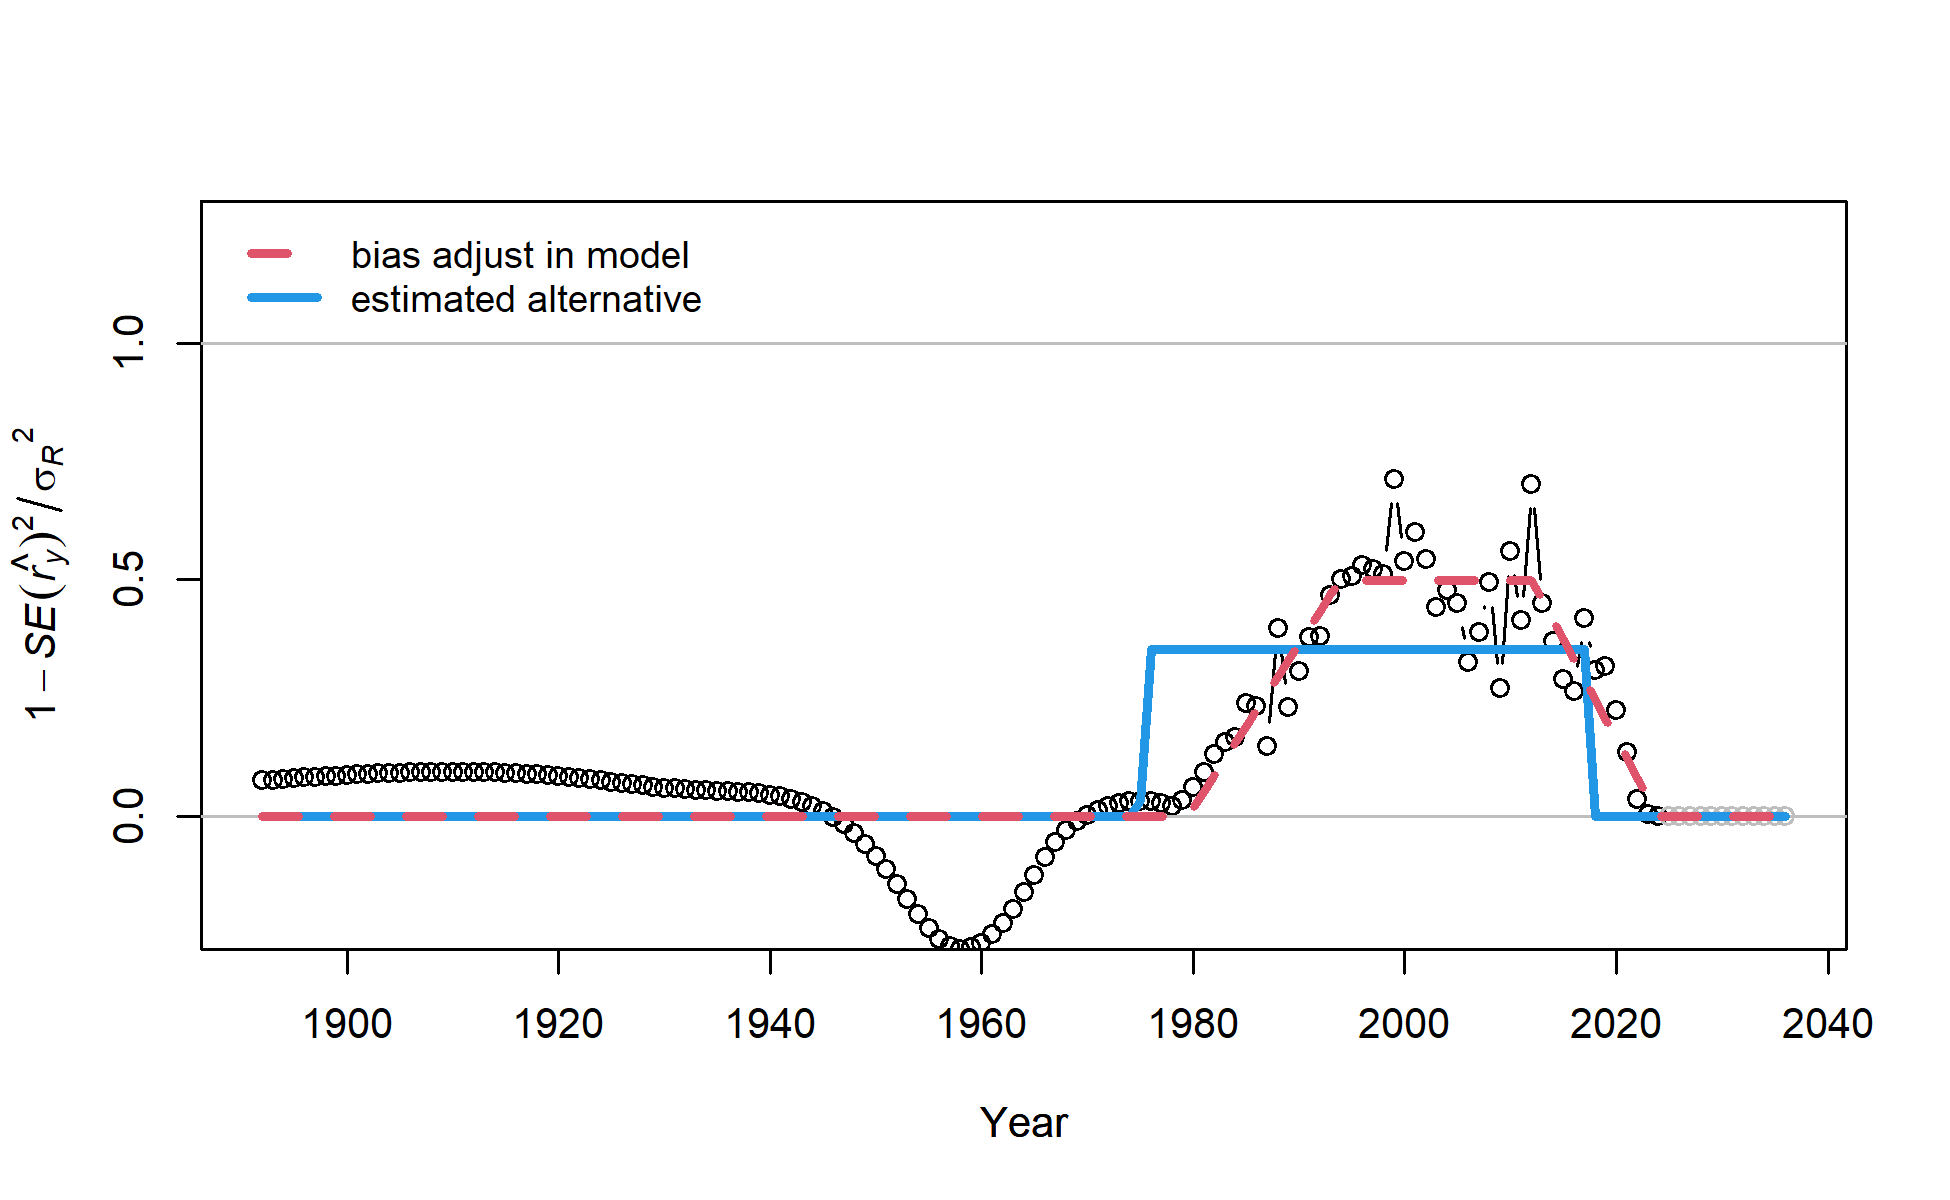 bias adjust in model
estimated alternative
1 − SE(r̂y)² / σR²
1.0
0.5
0.0
1900 1920 1940 1960 1980 2000 2020 2040
Year